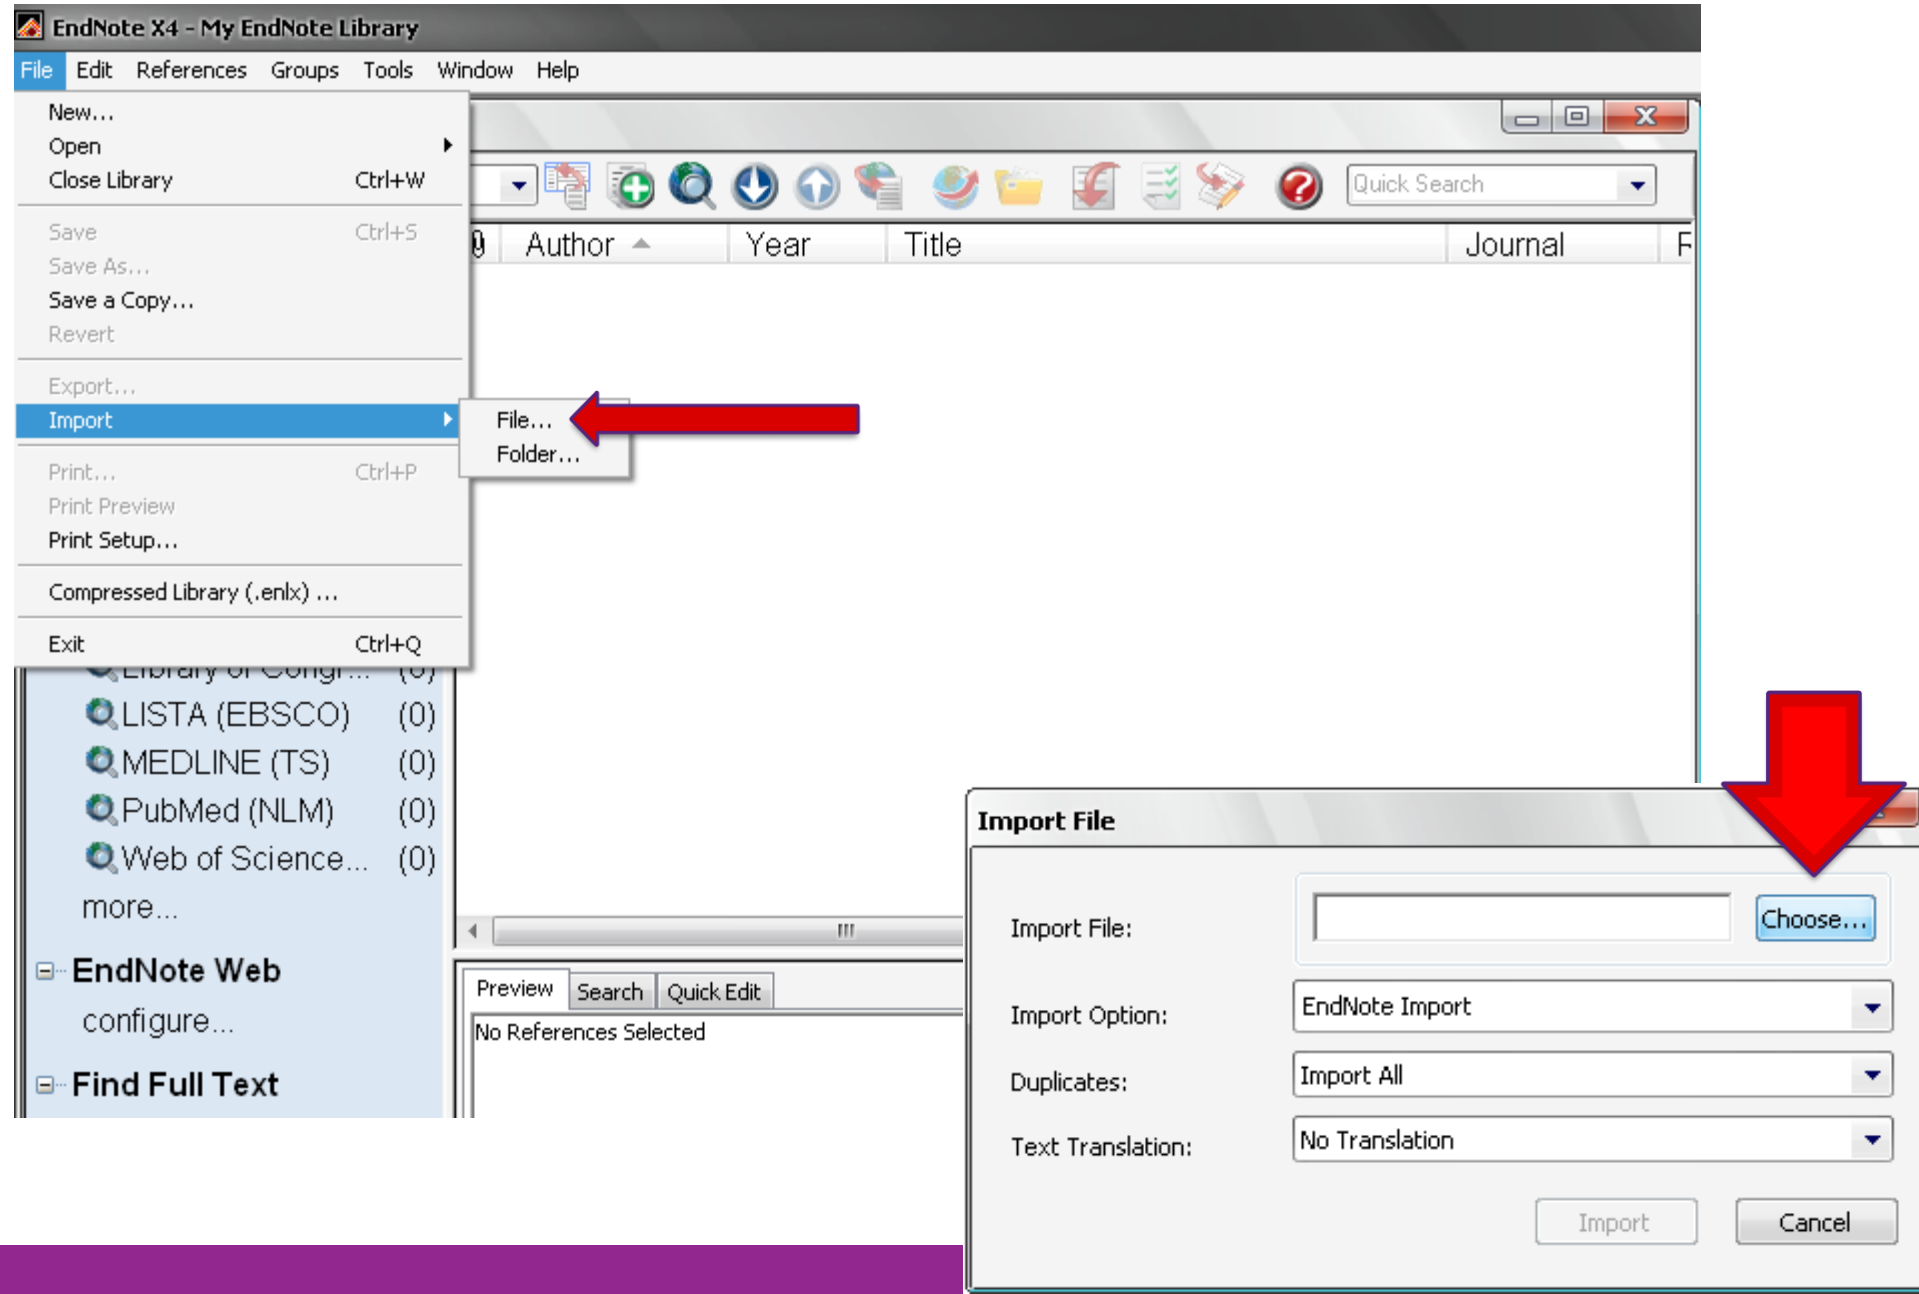 EndNote X4 - My EndNote Library
File Edit References Groups Tools Window Help
New...
Open
Close Library Ctrl+W
Save Ctrl+S
Save As...
Save a Copy...
Revert
Export...
Import
Print... Ctrl+P
Print Preview
Print Setup...
Compressed Library (.enlx) ...
Exit Ctrl+Q
File...
Folder...
Quick Search
Author Year Title Journal
Library of Congr... (0)
LISTA (EBSCO) (0)
MEDLINE (TS) (0)
PubMed (NLM) (0)
Web of Science... (0)
more...
EndNote Web
configure...
Find Full Text
Preview Search Quick Edit
No References Selected
Import File
Import File: Choose...
Import Option: EndNote Import
Duplicates: Import All
Text Translation: No Translation
Import Cancel